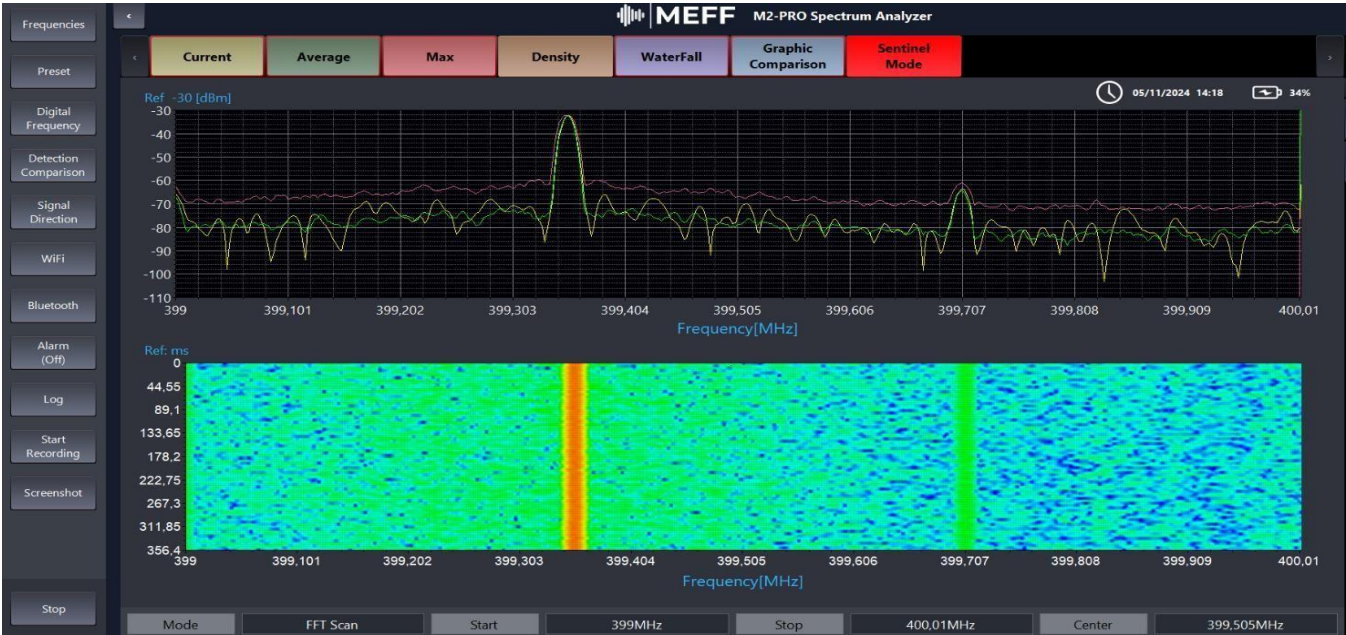 MEFF M2-PRO Spectrum Analyzer
Frequencies
Preset
Digital
Frequency
Detection
Comparison
Signal
Direction
WiFi
Bluetooth
Alarm
(Off)
Log
Start
Recording
Screenshot
Stop
Current Average Max Density WaterFall Graphic Comparison Sentinel Mode
Ref -30 [dBm]
05/11/2024 14:18 34%
-30
-40
-50
-60
-70
-80
-90
-100
-110
399 399,101 399,202 399,303 399,404 399,505 399,606 399,707 399,808 399,909 400,01
Frequency[MHz]
Ref: ms
0
44,55
89,1
133,65
178,2
222,75
267,3
311,85
356,4
399 399,101 399,202 399,303 399,404 399,505 399,606 399,707 399,808 399,909 400,01
Frequency[MHz]
Mode FFT Scan Start 399MHz Stop 400,01MHz Center 399,505MHz